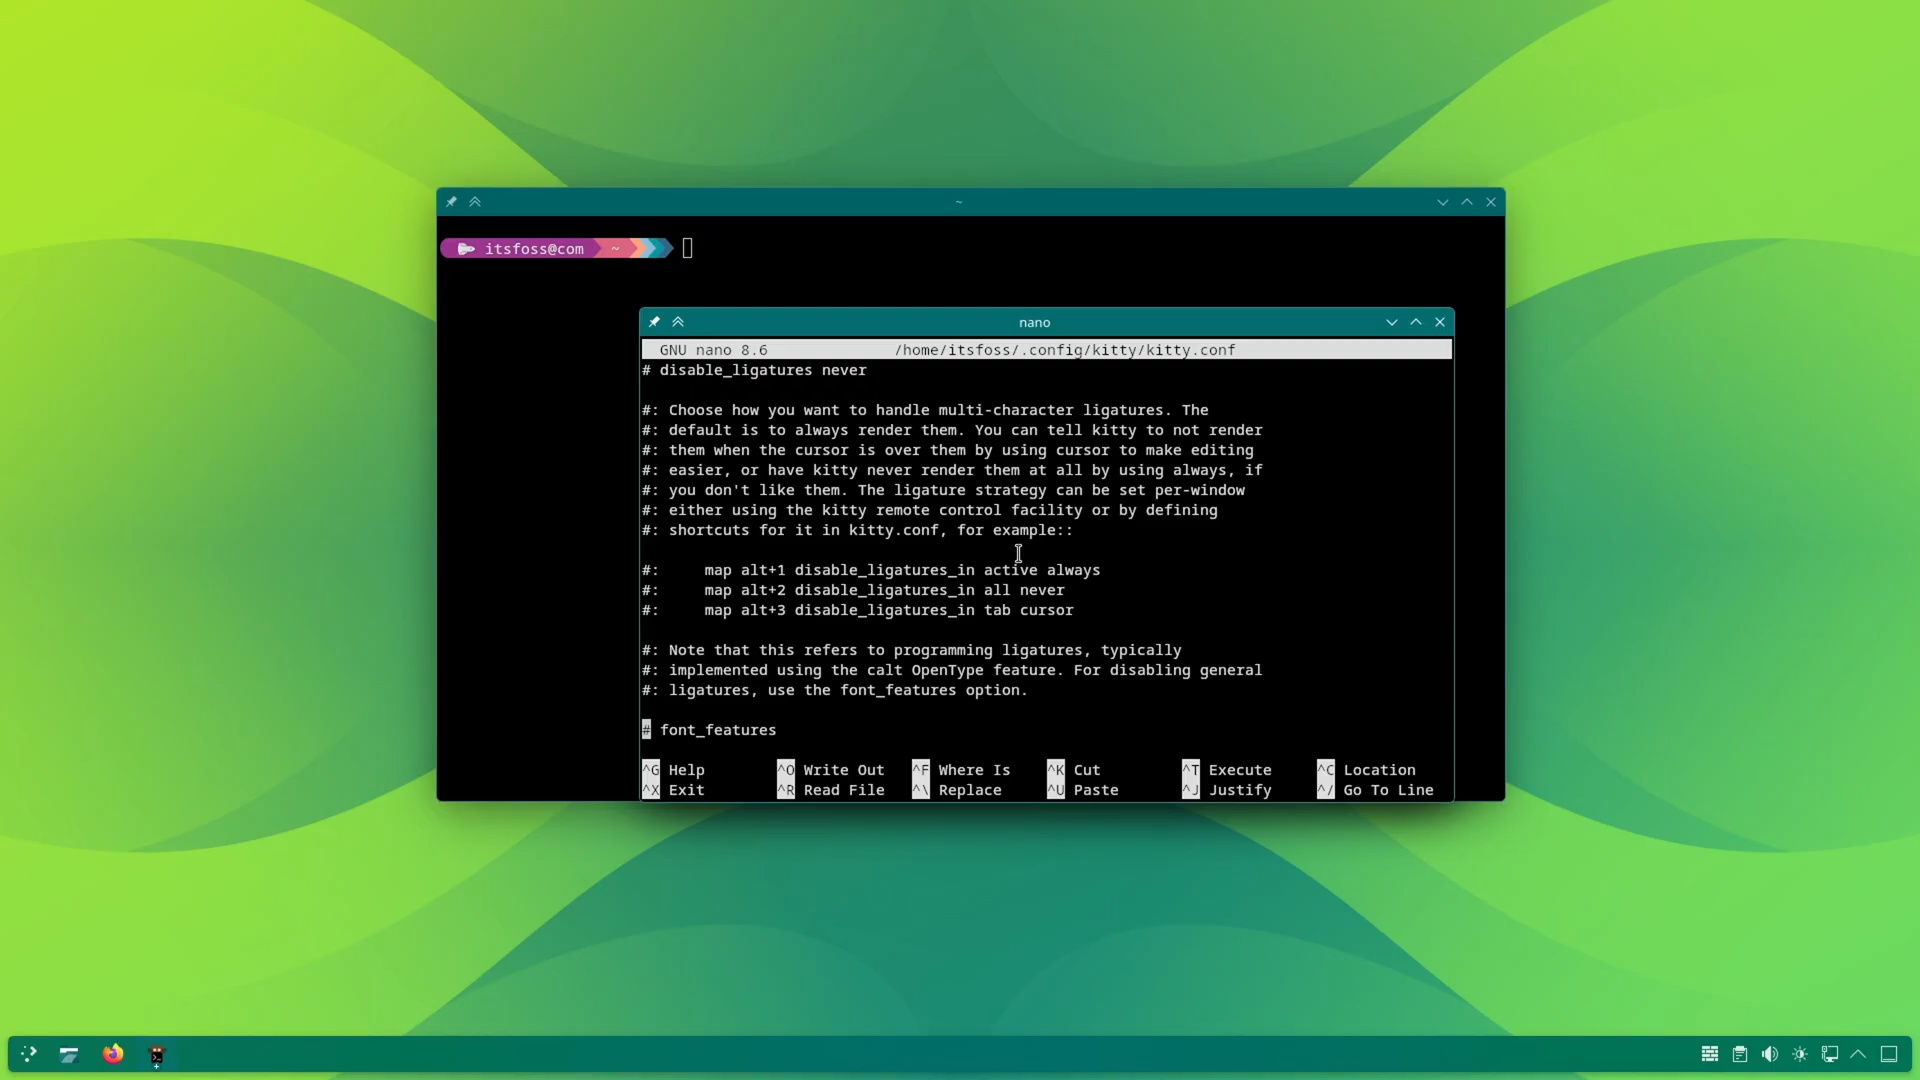 ~
itsfoss@com ~
nano
GNU nano 8.6 /home/itsfoss/.config/kitty/kitty.conf
# disable_ligatures never
#: Choose how you want to handle multi-character ligatures. The
#: default is to always render them. You can tell kitty to not render
#: them when the cursor is over them by using cursor to make editing
#: easier, or have kitty never render them at all by using always, if
#: you don't like them. The ligature strategy can be set per-window
#: either using the kitty remote control facility or by defining
#: shortcuts for it in kitty.conf, for example::
#:     map alt+1 disable_ligatures_in active always
#:     map alt+2 disable_ligatures_in all never
#:     map alt+3 disable_ligatures_in tab cursor
#: Note that this refers to programming ligatures, typically
#: implemented using the calt OpenType feature. For disabling general
#: ligatures, use the font_features option.
# font_features
^G Help ^O Write Out ^F Where Is ^K Cut ^T Execute ^C Location
^X Exit ^R Read File ^\ Replace ^U Paste ^J Justify ^/ Go To Line